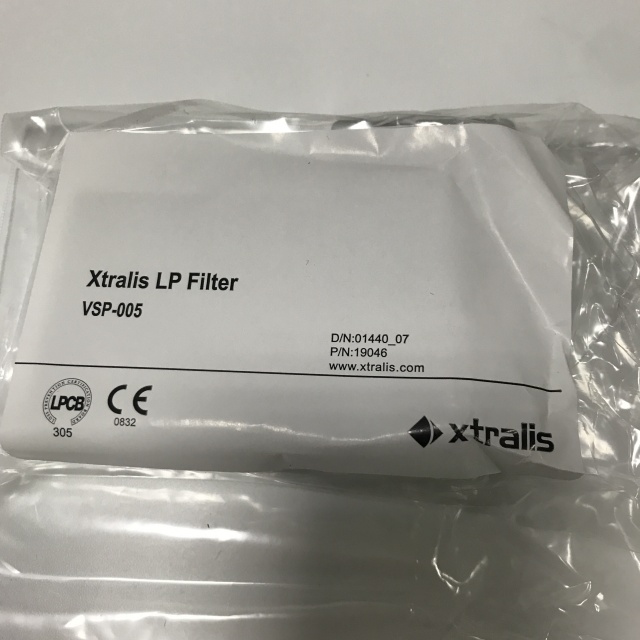 Xtralis LP Filter
VSP-005
D/N:01440_07
P/N:19046
www.xtralis.com
LPCB
305
CE
0832
xtralis